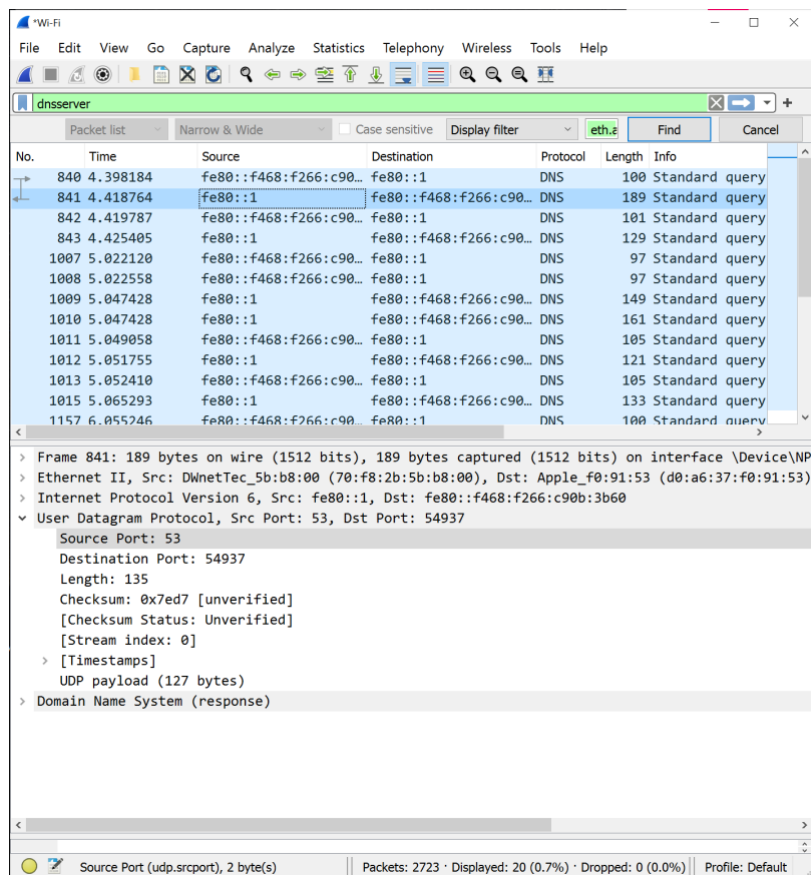 *Wi-Fi
File Edit View Go Capture Analyze Statistics Telephony Wireless Tools Help
dnsserver
Packet list Narrow & Wide Case sensitive Display filter eth.a Find Cancel
No. Time Source Destination Protocol Length Info
840 4.398184 fe80::f468:f266:c90… fe80::1 DNS 100 Standard query
841 4.418764 fe80::1 fe80::f468:f266:c90… DNS 189 Standard query
842 4.419787 fe80::f468:f266:c90… fe80::1 DNS 101 Standard query
843 4.425405 fe80::1 fe80::f468:f266:c90… DNS 129 Standard query
1007 5.022120 fe80::f468:f266:c90… fe80::1 DNS 97 Standard query
1008 5.022558 fe80::f468:f266:c90… fe80::1 DNS 97 Standard query
1009 5.047428 fe80::1 fe80::f468:f266:c90… DNS 149 Standard query
1010 5.047428 fe80::1 fe80::f468:f266:c90… DNS 161 Standard query
1011 5.049058 fe80::f468:f266:c90… fe80::1 DNS 105 Standard query
1012 5.051755 fe80::1 fe80::f468:f266:c90… DNS 121 Standard query
1013 5.052410 fe80::f468:f266:c90… fe80::1 DNS 105 Standard query
1015 5.065293 fe80::1 fe80::f468:f266:c90… DNS 133 Standard query
1157 6.055246 fe80::f468:f266:c90… fe80::1 DNS 100 Standard query
Frame 841: 189 bytes on wire (1512 bits), 189 bytes captured (1512 bits) on interface \Device\NP
Ethernet II, Src: DWnetTec_5b:b8:00 (70:f8:2b:5b:b8:00), Dst: Apple_f0:91:53 (d0:a6:37:f0:91:53)
Internet Protocol Version 6, Src: fe80::1, Dst: fe80::f468:f266:c90b:3b60
User Datagram Protocol, Src Port: 53, Dst Port: 54937
Source Port: 53
Destination Port: 54937
Length: 135
Checksum: 0x7ed7 [unverified]
[Checksum Status: Unverified]
[Stream index: 0]
[Timestamps]
UDP payload (127 bytes)
Domain Name System (response)
Source Port (udp.srcport), 2 byte(s) Packets: 2723 · Displayed: 20 (0.7%) · Dropped: 0 (0.0%) Profile: Default